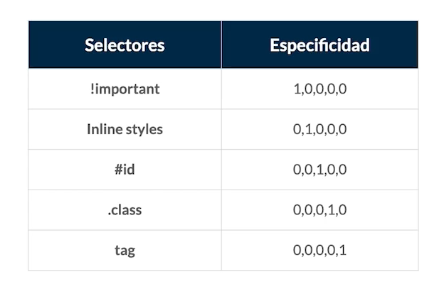 Selectores Especificidad
!important 1,0,0,0,0
Inline styles 0,1,0,0,0
#id 0,0,1,0,0
.class 0,0,0,1,0
tag 0,0,0,0,1